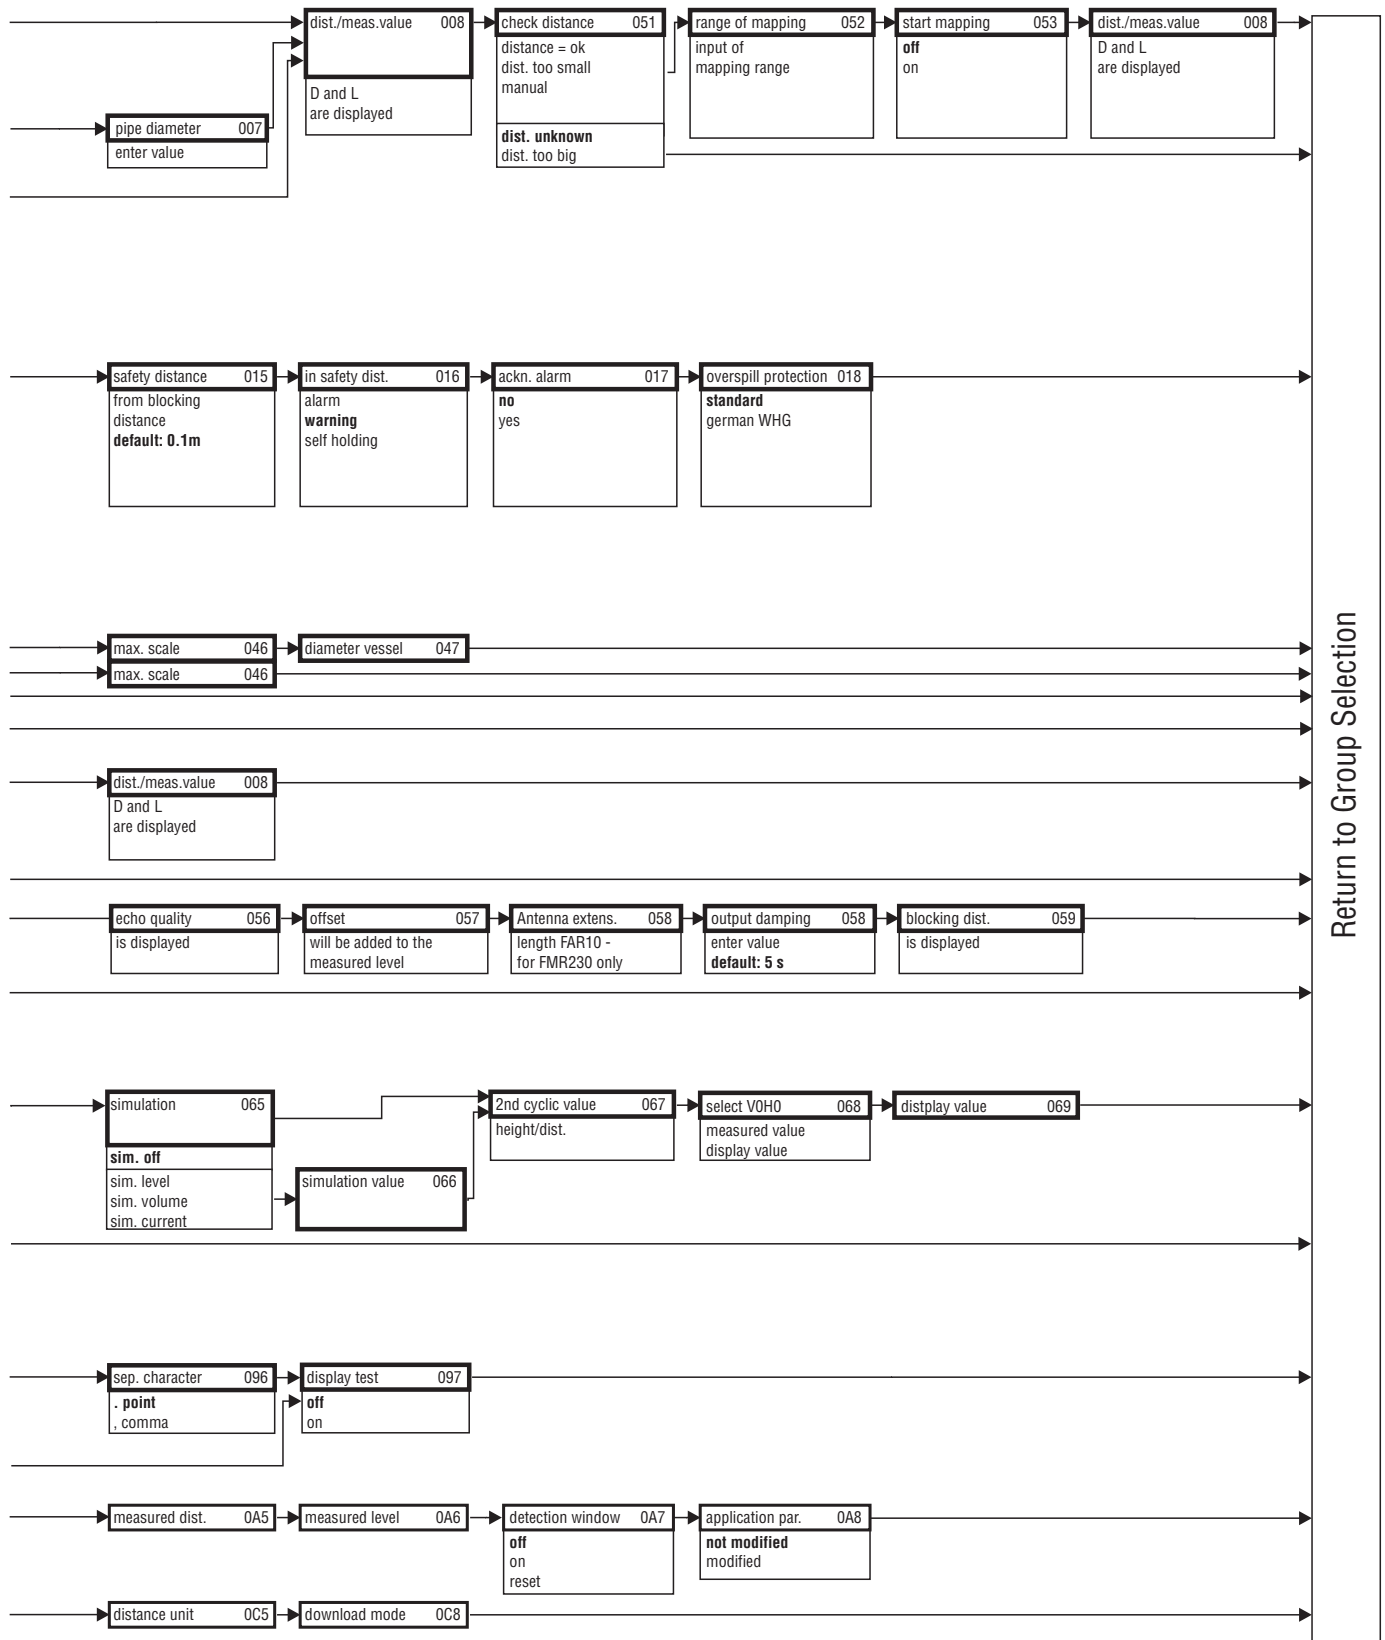 dist./meas.value 008
D and L
are displayed
check distance 051
distance = ok
dist. too small
manual
dist. unknown
dist. too big
range of mapping 052
input of
mapping range
start mapping 053
off
on
dist./meas.value 008
D and L
are displayed
pipe diameter 007
enter value
safety distance 015
from blocking
distance
default: 0.1m
in safety dist. 016
alarm
warning
self holding
ackn. alarm 017
no
yes
overspill protection 018
standard
german WHG
max. scale 046
diameter vessel 047
max. scale 046
dist./meas.value 008
D and L
are displayed
echo quality 056
is displayed
offset 057
will be added to the
measured level
Antenna extens. 058
length FAR10 -
for FMR230 only
output damping 058
enter value
default: 5 s
blocking dist. 059
is displayed
simulation 065
sim. off
sim. level
sim. volume
sim. current
simulation value 066
2nd cyclic value 067
height/dist.
select V0H0 068
measured value
display value
distplay value 069
sep. character 096
. point
, comma
display test 097
off
on
measured dist. 0A5
measured level 0A6
detection window 0A7
off
on
reset
application par. 0A8
not modified
modified
distance unit 0C5
download mode 0C8
Return to Group Selection